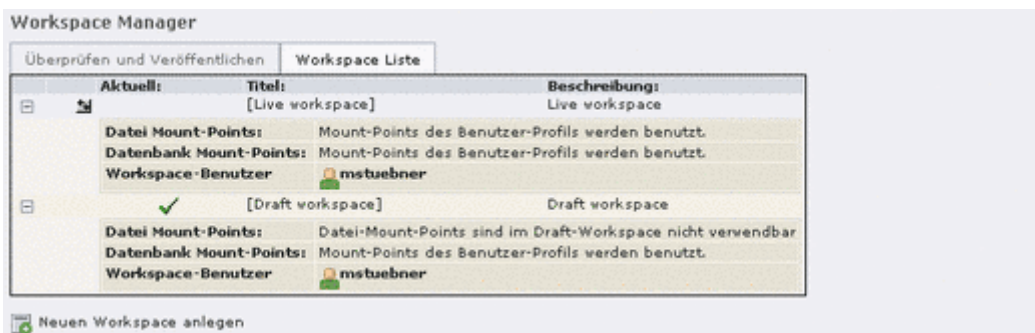 Workspace Manager
Überprüfen und Veröffentlichen Workspace Liste
Aktuell: Titel: Beschreibung:
[Live workspace] Live workspace
Datei Mount-Points: Mount-Points des Benutzer-Profils werden benutzt.
Datenbank Mount-Points: Mount-Points des Benutzer-Profils werden benutzt.
Workspace-Benutzer mstuebner
[Draft workspace] Draft workspace
Datei Mount-Points: Datei-Mount-Points sind im Draft-Workspace nicht verwendbar
Datenbank Mount-Points: Mount-Points des Benutzer-Profils werden benutzt.
Workspace-Benutzer mstuebner
Neuen Workspace anlegen